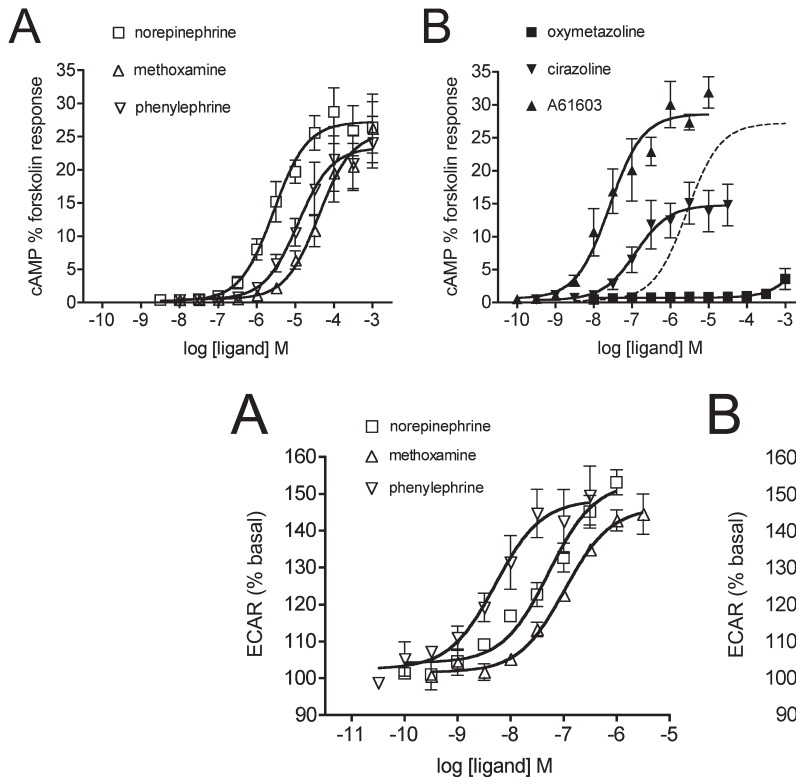 A
norepinephrine
methoxamine
phenylephrine
cAMP % forskolin response
35
30
25
20
15
10
5
0
-10 -9 -8 -7 -6 -5 -4 -3
log [ligand] M
B
oxymetazoline
cirazoline
A61603
cAMP % forskolin response
35
30
25
20
15
10
5
0
-10 -9 -8 -7 -6 -5 -4 -3
log [ligand] M
A
norepinephrine
methoxamine
phenylephrine
ECAR (% basal)
160
150
140
130
120
110
100
90
-11 -10 -9 -8 -7 -6 -5
log [ligand] M
B
ECAR (% basal)
160
150
140
130
120
110
100
90